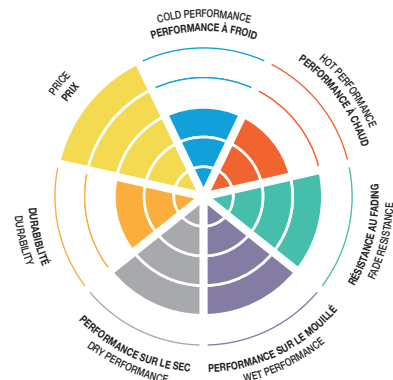 COLD PERFORMANCE
PERFORMANCE À FROID
HOT PERFORMANCE
PERFORMANCE À CHAUD
RÉSISTANCE AU FADING
FADE RESISTANCE
PERFORMANCE SUR LE MOUILLÉ
WET PERFORMANCE
PERFORMANCE SUR LE SEC
DRY PERFORMANCE
DURABIBLITÉ
DURABILITY
PRICE
PRIX